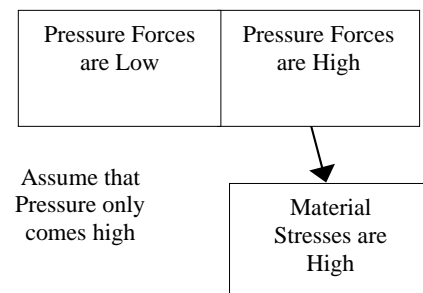 Pressure Forces
are Low
Pressure Forces
are High
Assume that
Pressure only
comes high
Material
Stresses are
High